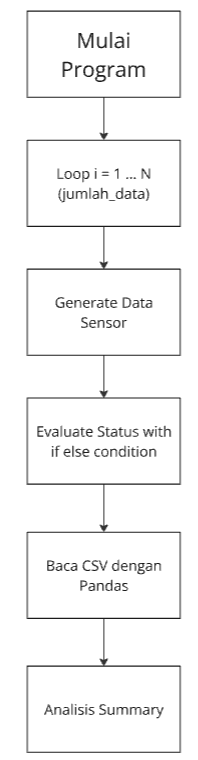 Mulai
Program
Loop i = 1 ... N
(jumlah_data)
Generate Data
Sensor
Evaluate Status with
if else condition
Baca CSV dengan
Pandas
Analisis Summary